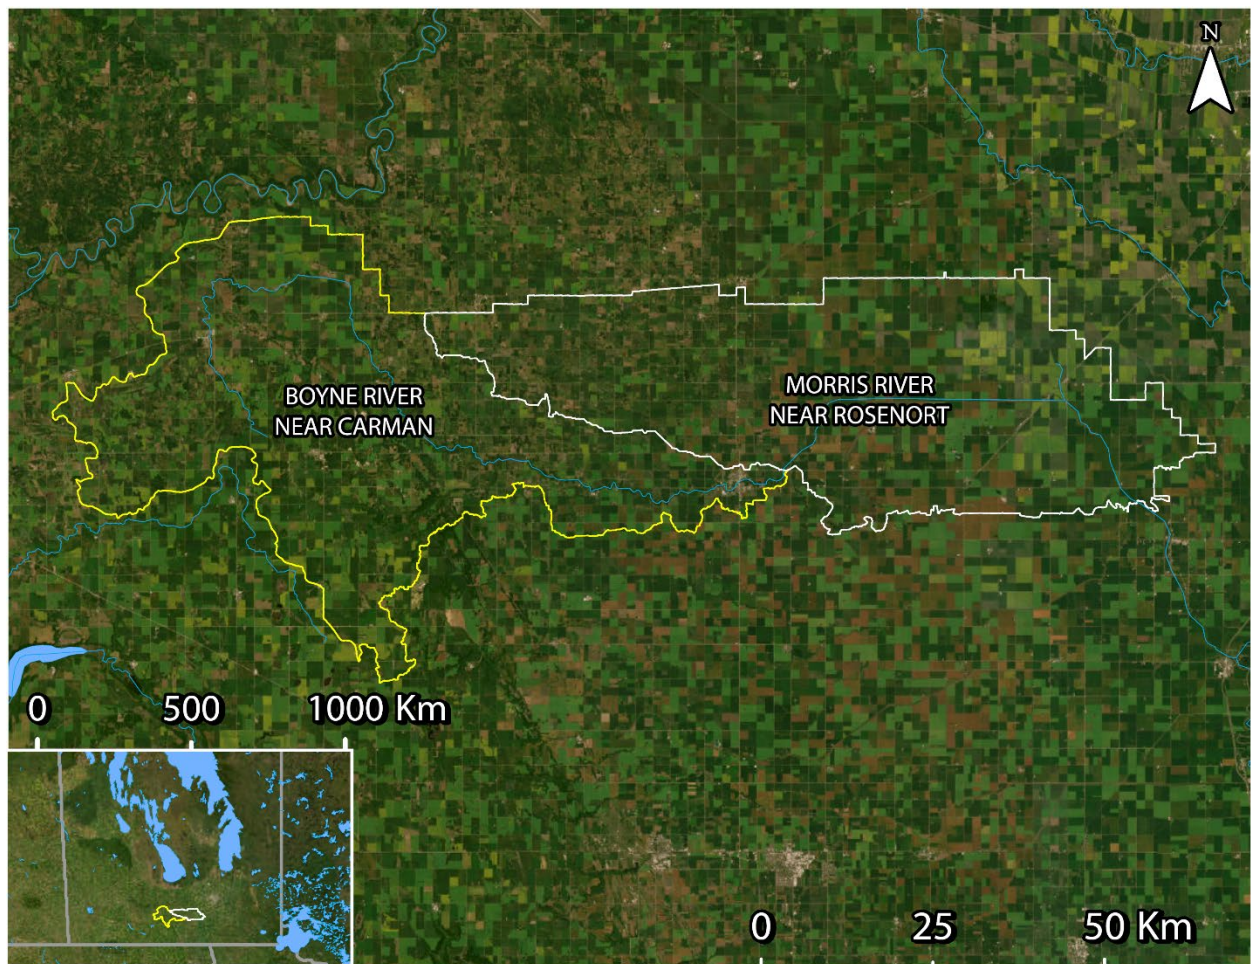 N
BOYNE RIVER
NEAR CARMAN
MORRIS RIVER
NEAR ROSENORT
0 500 1000 Km
0 25 50 Km